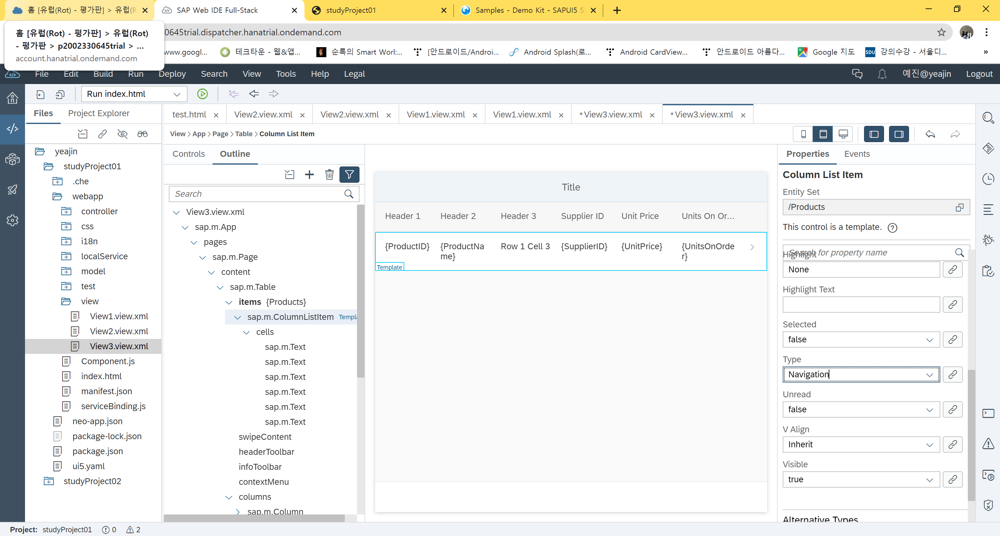 홈 [유럽(Rot) - 평가판] > 유럽(R
SAP Web IDE Full-Stack
studyProject01
Samples - Demo Kit - SAPUI5 S
홈 [유럽(Rot) - 평가판] > 유럽(Rot)
- 평가판 > p2002330645trial > ...
account.hanatrial.ondemand.com
0645trial.dispatcher.hanatrial.ondemand.com
www.googl...
테크타운 - 웹&앱...
순록의 Smart Worl:...
[안드로이드/Androi...
Android Splash(로...
Android CardView...
안드로이드 아름다...
Google 지도
SDU
강의수강 - 서울디...
»
File Edit Build Run Deploy Search View Tools Help Legal
예진@yeajin
Logout
Run index.html
Files
Project Explorer
test.html
View2.view.xml
View2.view.xml
View1.view.xml
View1.view.xml
*View3.view.xml
*View3.view.xml
View > App > Page > Table > Column List Item
yeajin
studyProject01
.che
webapp
controller
css
i18n
localService
model
test
view
View1.view.xml
View2.view.xml
View3.view.xml
Component.js
index.html
manifest.json
serviceBinding.js
neo-app.json
package-lock.json
package.json
ui5.yaml
studyProject02
Controls
Outline
Search
View3.view.xml
sap.m.App
pages
sap.m.Page
content
sap.m.Table
items {Products}
sap.m.ColumnListItem Templa
cells
sap.m.Text
sap.m.Text
sap.m.Text
sap.m.Text
sap.m.Text
sap.m.Text
swipeContent
headerToolbar
infoToolbar
contextMenu
columns
sap.m.Column
Title
Header 1
Header 2
Header 3
Supplier ID
Unit Price
Units On Or...
{ProductID}
{ProductNa
me}
Row 1 Cell 3
{SupplierID}
{UnitPrice}
{UnitsOnOrde
r}
Template
Properties
Events
Column List Item
Entity Set
/Products
This control is a template.
Search for property name
Highlight
None
Highlight Text
Selected
false
Type
Navigation
Unread
false
V Align
Inherit
Visible
true
Alternative Types
Project: studyProject01
0
2